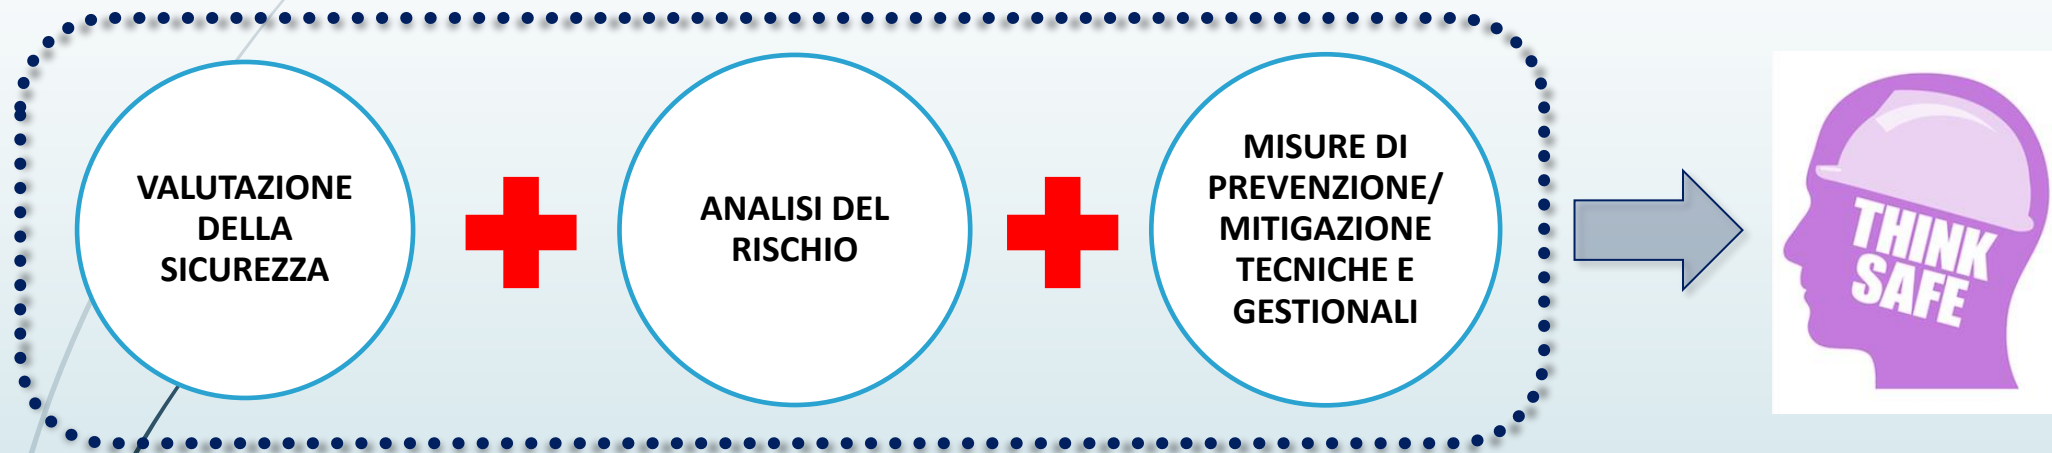 VALUTAZIONE
DELLA
SICUREZZA
ANALISI DEL
RISCHIO
MISURE DI
PREVENZIONE/
MITIGAZIONE
TECNICHE E
GESTIONALI
THINK
SAFE